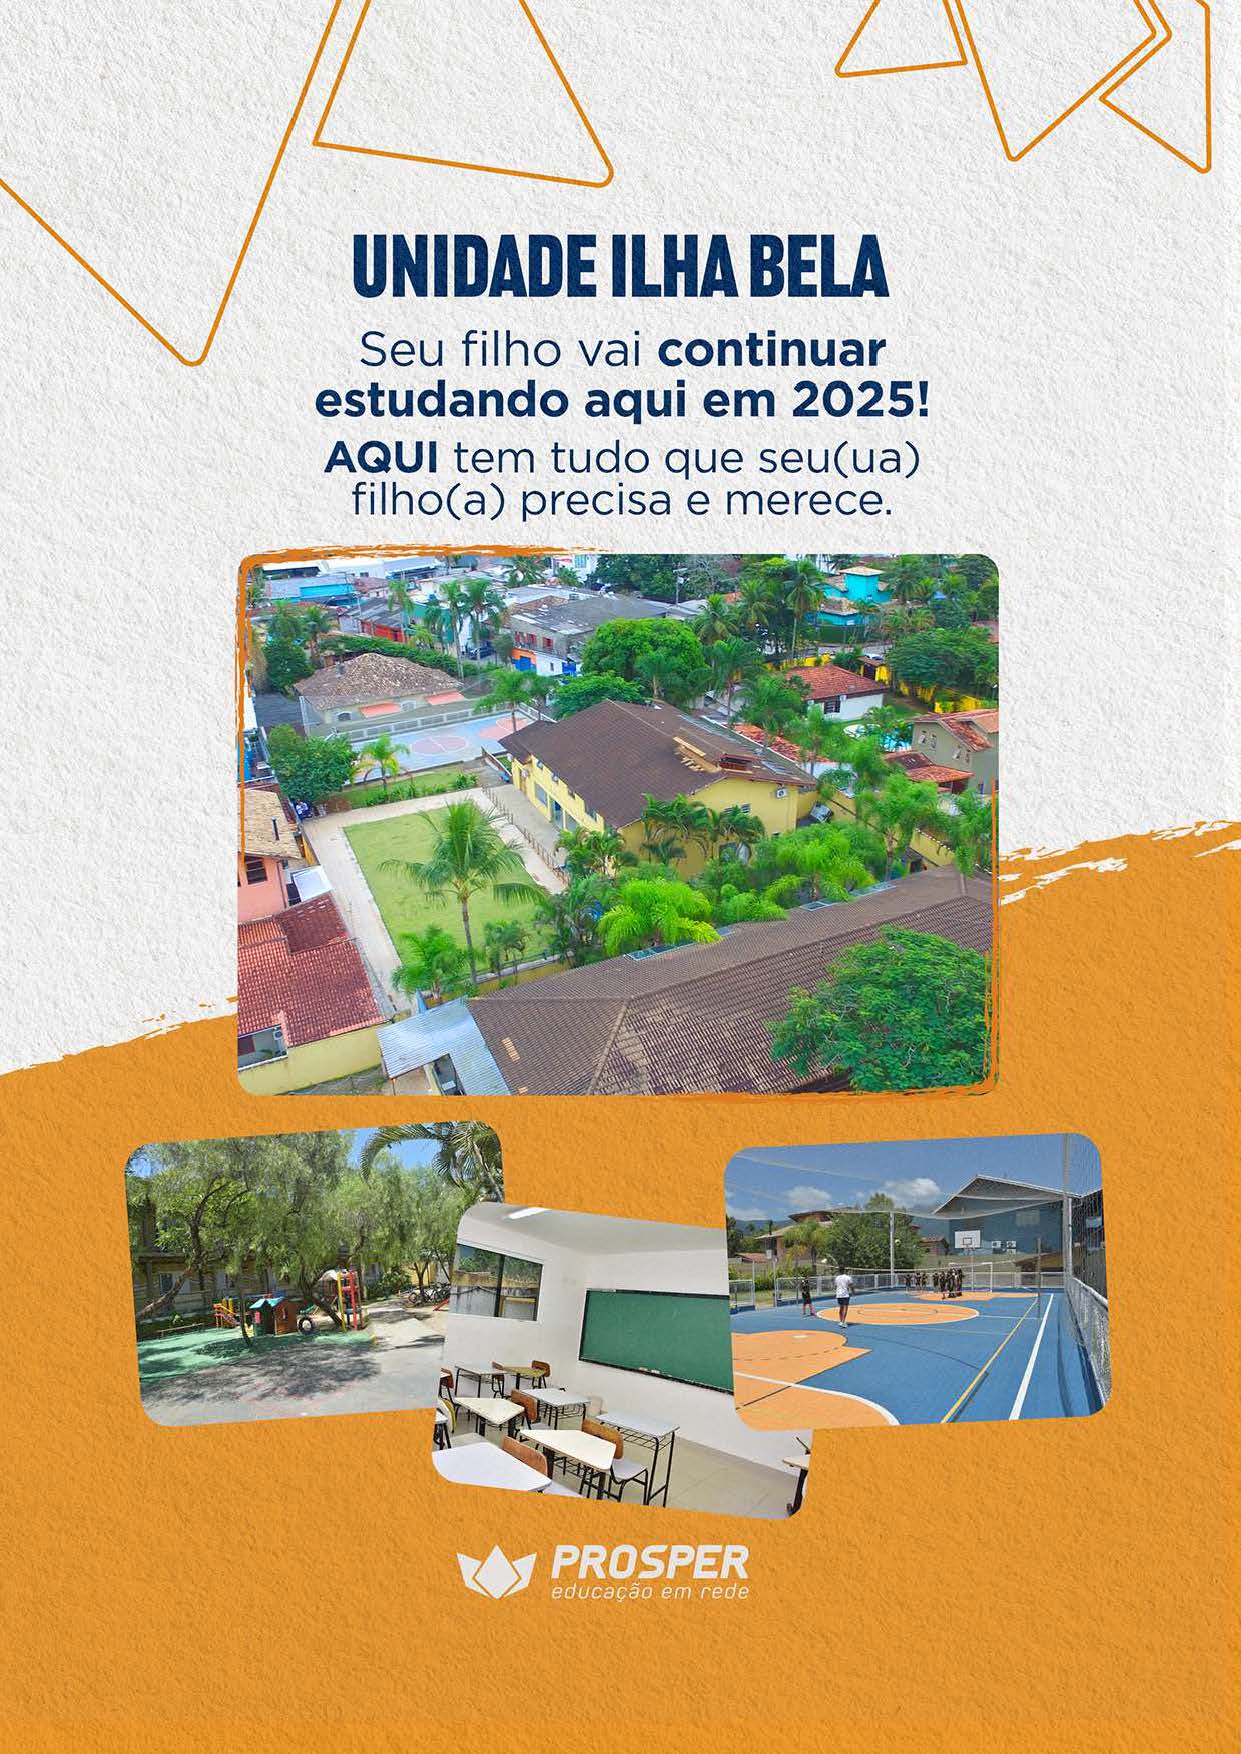 UNIDADE ILHA BELA
Seu filho vai continuar
estudando aqui em 2025!
AQUI tem tudo que seu(ua)
filho(a) precisa e merece.
PROSPER
educação em rede